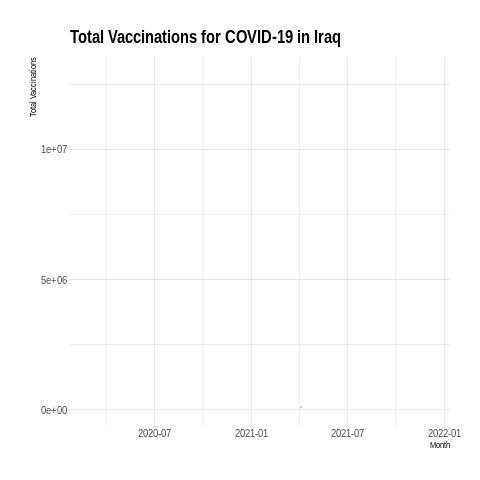 Total Vaccinations for COVID-19 in Iraq
Total Vaccinations
1e+07
5e+06
0e+00
2020-07
2021-01
2021-07
2022-01
Month